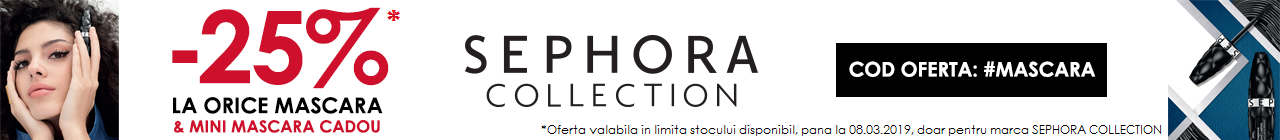 -25%*
LA ORICE MASCARA
& MINI MASCARA CADOU
SEPHORA
COLLECTION
COD OFERTA: #MASCARA
*Oferta valabila in limita stocului disponibil, pana la 08.03.2019, doar pentru marca SEPHORA COLLECTION
SEP